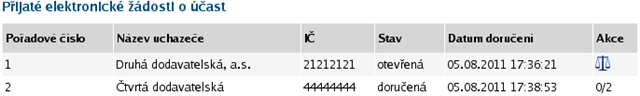 Přijaté elektronické žádosti o účast
Pořadové číslo Název uchazeče IČ Stav Datum doručení Akce
1 Druhá dodavatelská, a.s. 21212121 otevřená 05.08.2011 17:36:21
2 Čtvrtá dodavatelská 44444444 doručená 05.08.2011 17:38:53 0/2